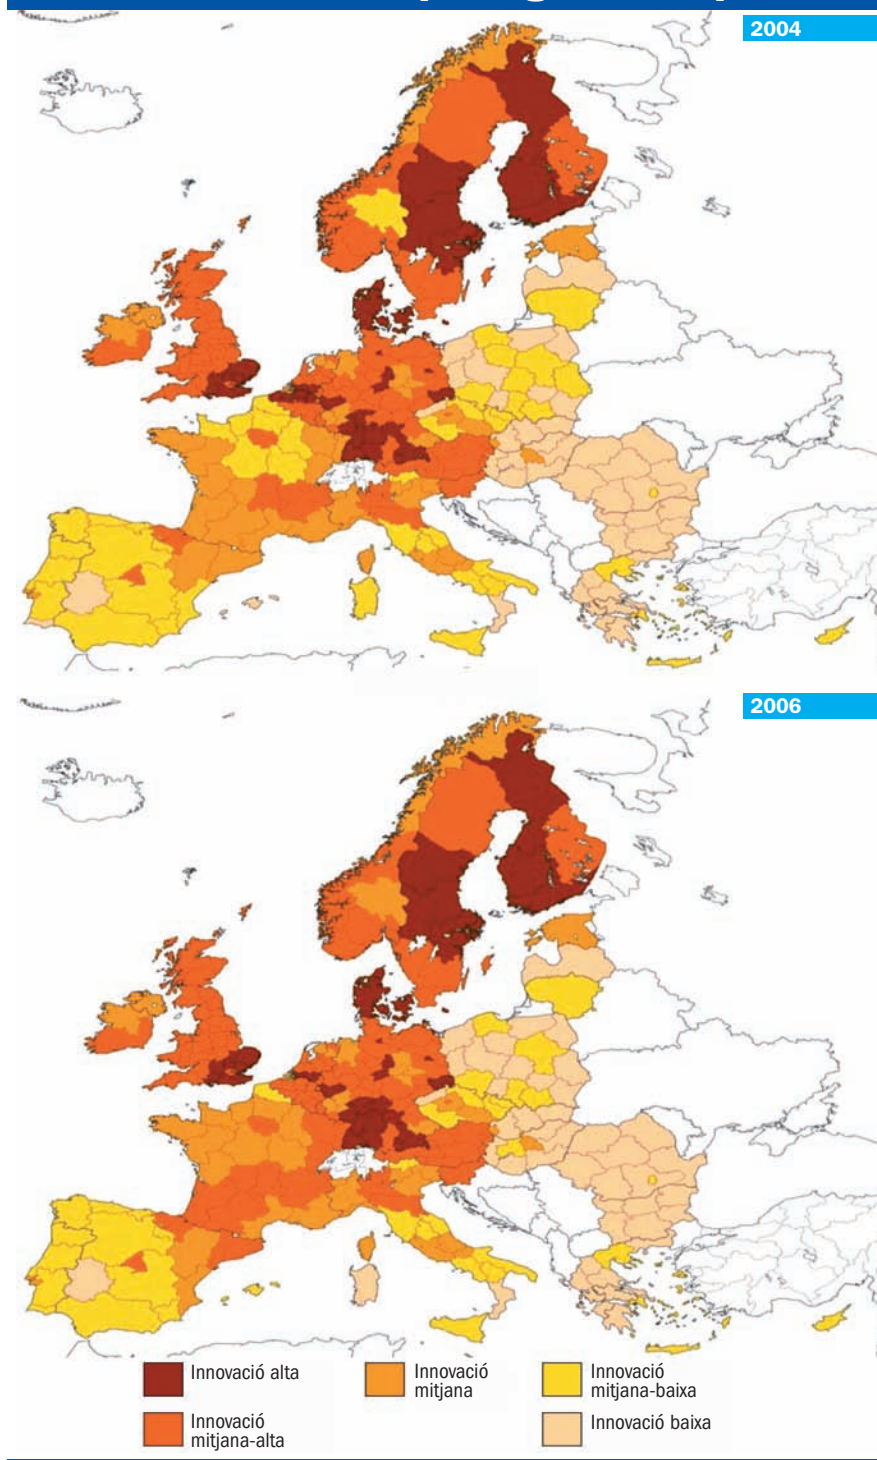 2004
2006
Innovació alta
Innovació
mitjana
Innovació
mitjana-baixa
Innovació
mitjana-alta
Innovació baixa